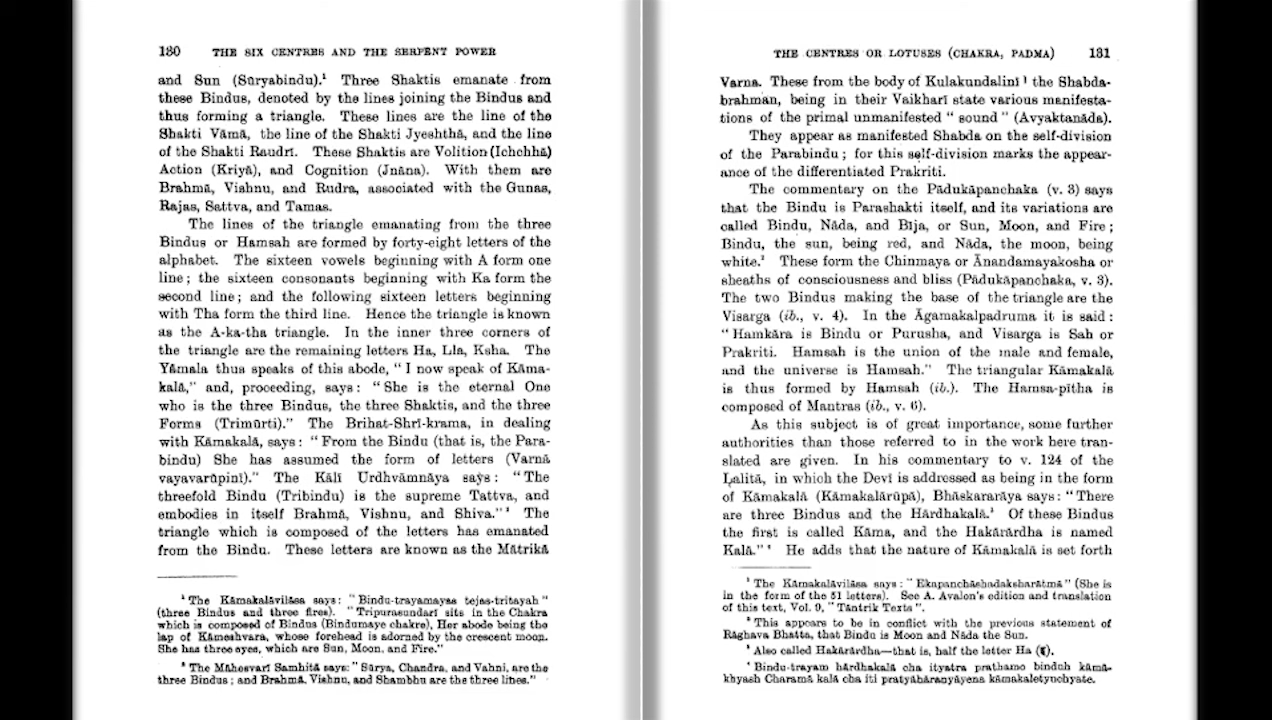 130 THE SIX CENTRES AND THE SERPENT POWER
and Sun (Sūryabindu).¹ Three Shaktis emanate from
these Bindus, denoted by the lines joining the Bindus and
thus forming a triangle. These lines are the line of the
Shakti Vāmā, the line of the Shakti Jyeshthā, and the line
of the Shakti Raudrī. These Shaktis are Volition (Ichchhā)
Action (Kriyā), and Cognition (Jnāna). With them are
Brahmā, Vishnu, and Rudra, associated with the Gunas,
Rajas, Sattva, and Tamas.
The lines of the triangle emanating from the three
Bindus or Hamsah are formed by forty-eight letters of the
alphabet. The sixteen vowels beginning with A form one
line; the sixteen consonants beginning with Ka form the
second line; and the following sixteen letters beginning
with Tha form the third line. Hence the triangle is known
as the A-ka-tha triangle. In the inner three corners of
the triangle are the remaining letters Ha, Lla, Ksha. The
Yāmala thus speaks of this abode, "I now speak of Kāma-
kalā," and, proceeding, says: "She is the eternal One
who is the three Bindus, the three Shaktis, and the three
Forms (Trimūrti)." The Brihat-Shrī-krama, in dealing
with Kāmakalā, says: "From the Bindu (that is, the Para-
bindu) She has assumed the form of letters (Varnā
vayavarūpinī)." The Kālī Urdhvāmnāya says: "The
threefold Bindu (Tribindu) is the supreme Tattva, and
embodies in itself Brahmā, Vishnu, and Shiva."² The
triangle which is composed of the letters has emanated
from the Bindu. These letters are known as the Mātrikā
¹ The Kāmakalāvilāsa says: "Bindu-trayamayas tejas-tritayah"
(three Bindus and three fires). "Tripurasundarī sits in the Chakra
which is composed of Bindus (Bindumaye chakre), Her abode being the
lap of Kāmeshvara, whose forehead is adorned by the crescent moon.
She has three eyes, which are Sun, Moon, and Fire."
² The Māhesvarī Samhitā says: "Sūrya, Chandra, and Vahni, are the
three Bindus; and Brahmā, Vishnu, and Shambhu are the three lines."
THE CENTRES OR LOTUSES (CHAKRA, PADMA) 131
Varna. These from the body of Kulakundalinī¹ the Shabda-
brahman, being in their Vaikharī state various manifesta-
tions of the primal unmanifested "sound" (Avyaktanāda).
They appear as manifested Shabda on the self-division
of the Parabindu; for this self-division marks the appear-
ance of the differentiated Prakriti.
The commentary on the Pādukāpanchaka (v. 3) says
that the Bindu is Parashakti itself, and its variations are
called Bindu, Nāda, and Bīja, or Sun, Moon, and Fire;
Bindu, the sun, being red, and Nāda, the moon, being
white.² These form the Chinmaya or Ānandamayakosha or
sheaths of consciousness and bliss (Pādukāpanchaka, v. 3).
The two Bindus making the base of the triangle are the
Visarga (ib., v. 4). In the Āgamakalpadruma it is said:
"Hamkāra is Bindu or Purusha, and Visarga is Sah or
Prakriti. Hamsah is the union of the male and female,
and the universe is Hamsah." The triangular Kāmakalā
is thus formed by Hamsah (ib.). The Hamsa-pītha is
composed of Mantras (ib., v. 6).
As this subject is of great importance, some further
authorities than those referred to in the work here tran-
slated are given. In his commentary to v. 124 of the
Lalitā, in which the Devī is addressed as being in the form
of Kāmakalā (Kāmakalārūpā), Bhāskararāya says: "There
are three Bindus and the Hārdhakalā.³ Of these Bindus
the first is called Kāma, and the Hakārārdha is named
Kalā."⁴ He adds that the nature of Kāmakalā is set forth
¹ The Kāmakalāvilāsa says: "Ekapanchāshadaksharātmā" (She is
in the form of the 51 letters). See A. Avalon's edition and translation
of this text, Vol. 9, "Tāntrik Texts".
² This appears to be in conflict with the previous statement of
Rāghava Bhatta, that Bindu is Moon and Nāda the Sun.
³ Also called Hakārārdha—that is, half the letter Ha (ह).
⁴ Bindu-trayam hārdhakalā cha ityatra prathamo binduh kāmā-
khyash Charamā kalā cha iti pratyāhāranyāyena kāmakaletyuchyate.